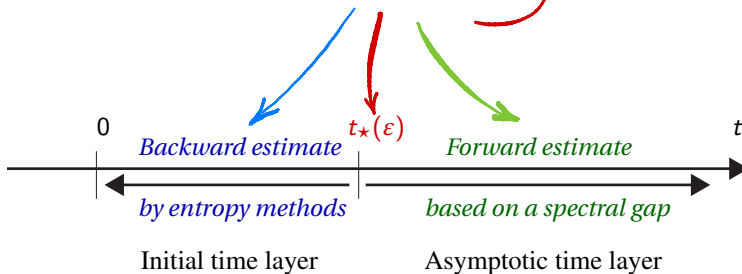 0 t⋆(ε) t
Backward estimate Forward estimate
by entropy methods based on a spectral gap
Initial time layer Asymptotic time layer